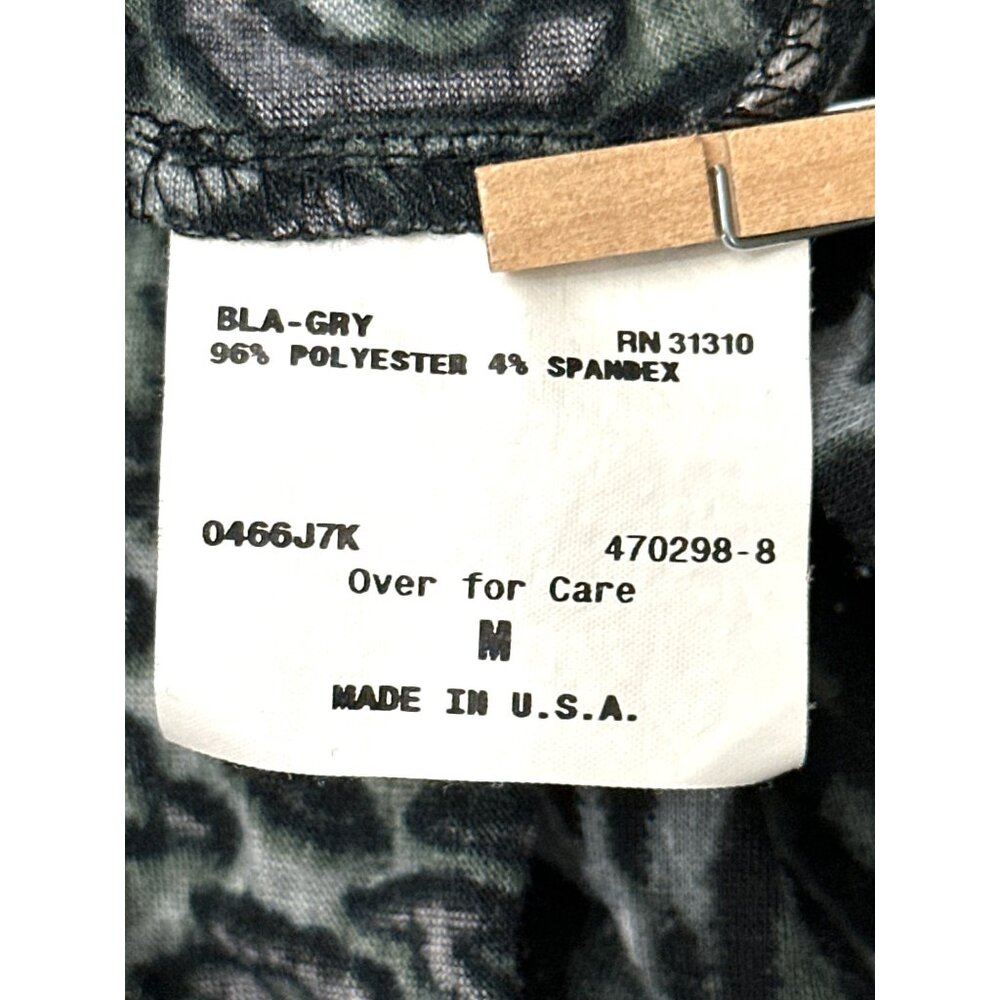 BLA-GRY
RN 31310
96% POLYESTER 4% SPANDEX
0466J7K 470298-8
Over for Care
M
MADE IN U.S.A.